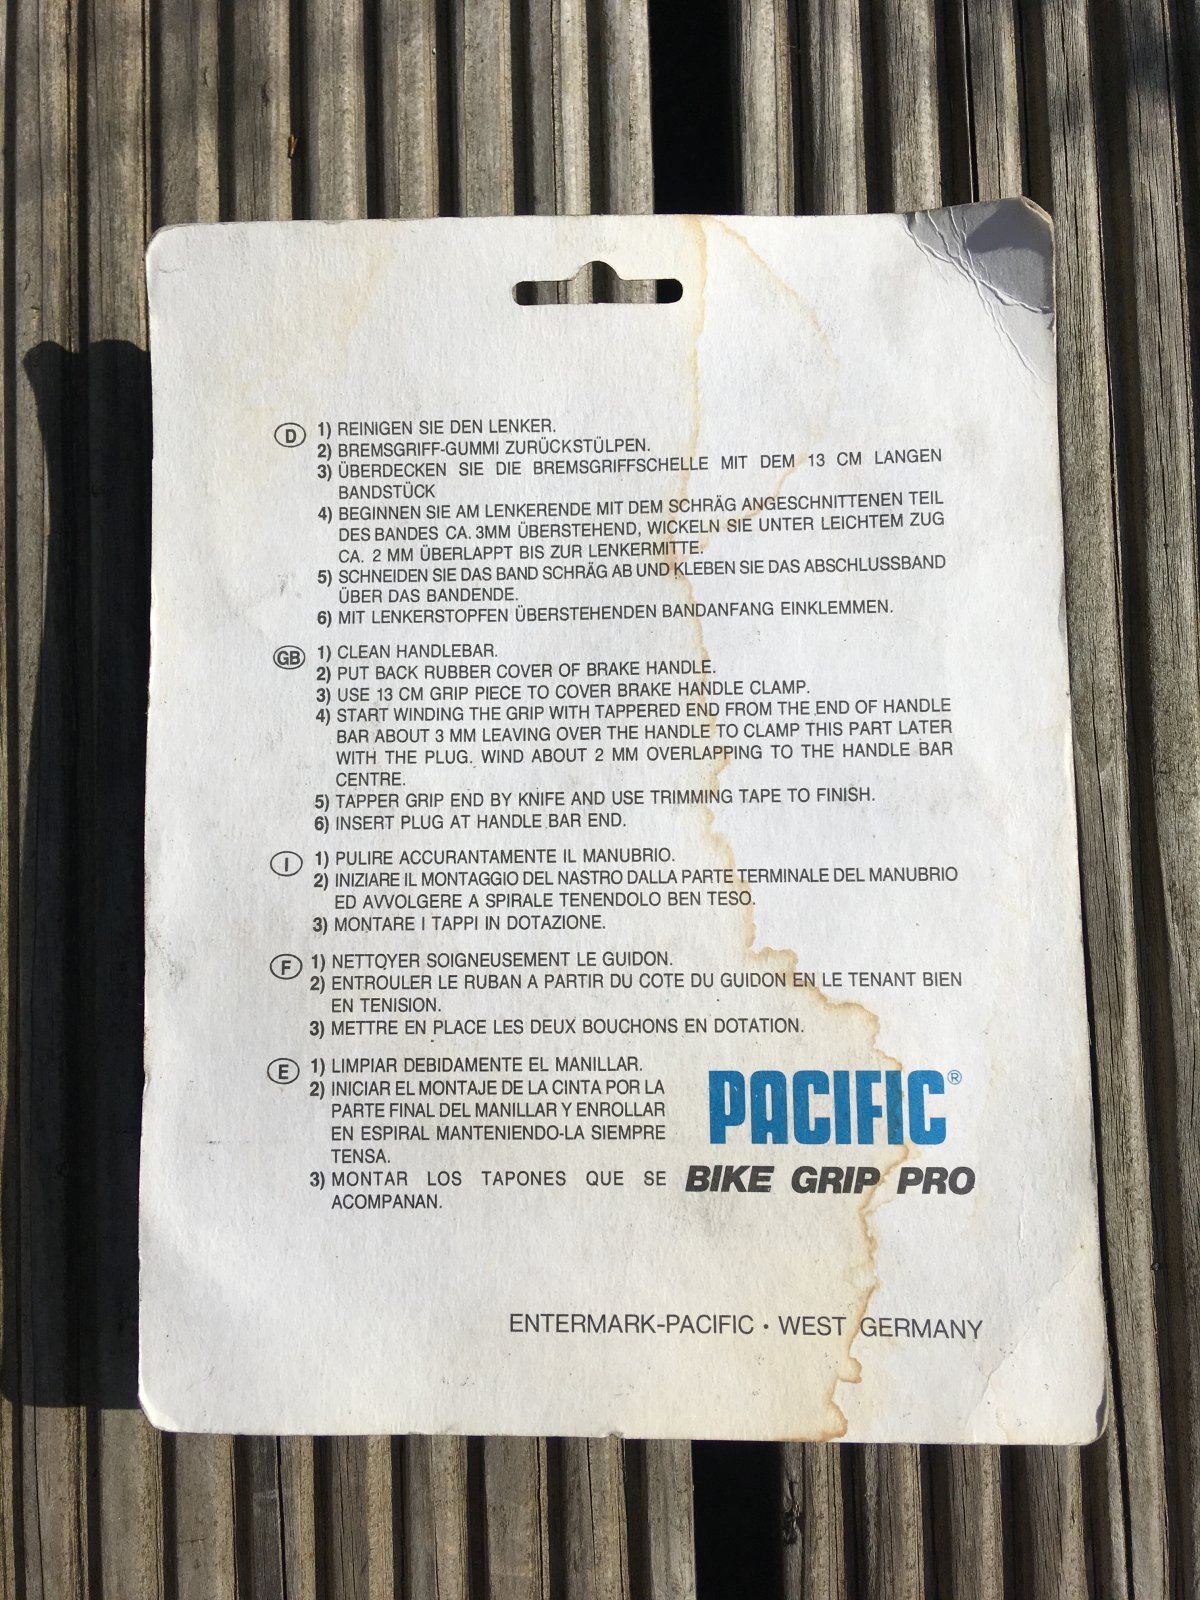 D 1) REINIGEN SIE DEN LENKER.
2) BREMSGRIFF-GUMMI ZURÜCKSTÜLPEN.
3) ÜBERDECKEN SIE DIE BREMSGRIFFSCHELLE MIT DEM 13 CM LANGEN
BANDSTÜCK
4) BEGINNEN SIE AM LENKERENDE MIT DEM SCHRÄG ANGESCHNITTENEN TEIL
DES BANDES CA. 3MM ÜBERSTEHEND, WICKELN SIE UNTER LEICHTEM ZUG
CA. 2 MM ÜBERLAPPT BIS ZUR LENKERMITTE.
5) SCHNEIDEN SIE DAS BAND SCHRÄG AB UND KLEBEN SIE DAS ABSCHLUSSBAND
ÜBER DAS BANDENDE.
6) MIT LENKERSTOPFEN ÜBERSTEHENDEN BANDANFANG EINKLEMMEN.
GB 1) CLEAN HANDLEBAR.
2) PUT BACK RUBBER COVER OF BRAKE HANDLE.
3) USE 13 CM GRIP PIECE TO COVER BRAKE HANDLE CLAMP.
4) START WINDING THE GRIP WITH TAPPERED END FROM THE END OF HANDLE
BAR ABOUT 3 MM LEAVING OVER THE HANDLE TO CLAMP THIS PART LATER
WITH THE PLUG. WIND ABOUT 2 MM OVERLAPPING TO THE HANDLE BAR
CENTRE.
5) TAPPER GRIP END BY KNIFE AND USE TRIMMING TAPE TO FINISH.
6) INSERT PLUG AT HANDLE BAR END.
I 1) PULIRE ACCURANTAMENTE IL MANUBRIO.
2) INIZIARE IL MONTAGGIO DEL NASTRO DALLA PARTE TERMINALE DEL MANUBRIO
ED AVVOLGERE A SPIRALE TENENDOLO BEN TESO.
3) MONTARE I TAPPI IN DOTAZIONE.
F 1) NETTOYER SOIGNEUSEMENT LE GUIDON.
2) ENTROULER LE RUBAN A PARTIR DU COTE DU GUIDON EN LE TENANT BIEN
EN TENISION.
3) METTRE EN PLACE LES DEUX BOUCHONS EN DOTATION.
E 1) LIMPIAR DEBIDAMENTE EL MANILLAR.
2) INICIAR EL MONTAJE DE LA CINTA POR LA
PARTE FINAL DEL MANILLAR Y ENROLLAR
EN ESPIRAL MANTENIENDO-LA SIEMPRE
TENSA.
3) MONTAR LOS TAPONES QUE SE
ACOMPANAN.
PACIFIC®
BIKE GRIP PRO
ENTERMARK-PACIFIC • WEST GERMANY